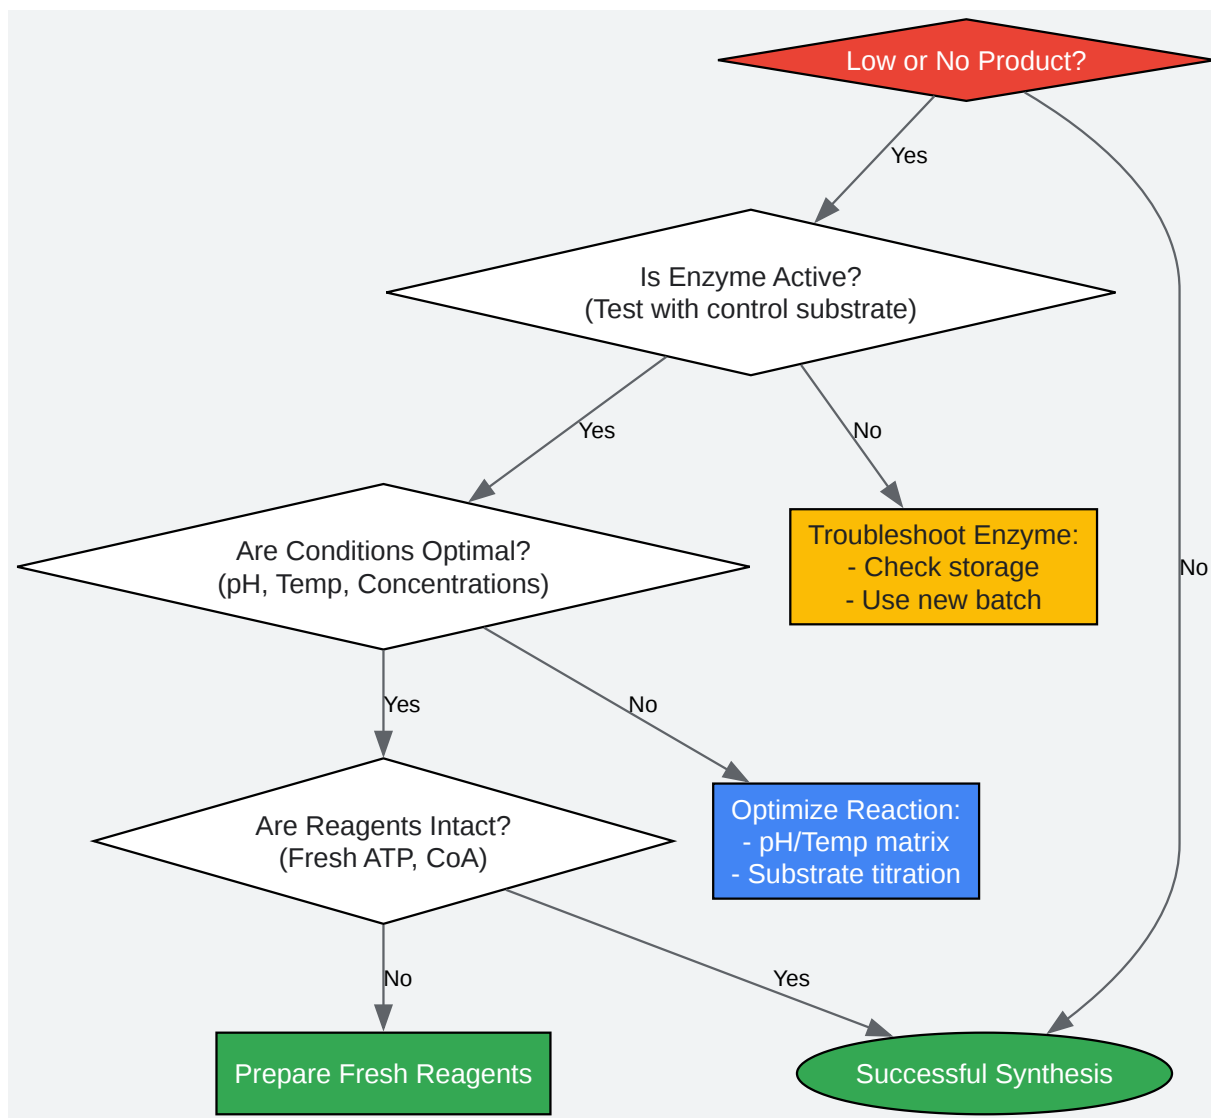 Low or No Product?
Yes
Is Enzyme Active?
(Test with control substrate)
Yes
No
Troubleshoot Enzyme:
- Check storage
- Use new batch
No
Are Conditions Optimal?
(pH, Temp, Concentrations)
Yes
No
Optimize Reaction:
- pH/Temp matrix
- Substrate titration
Are Reagents Intact?
(Fresh ATP, CoA)
No
Yes
Prepare Fresh Reagents
Successful Synthesis